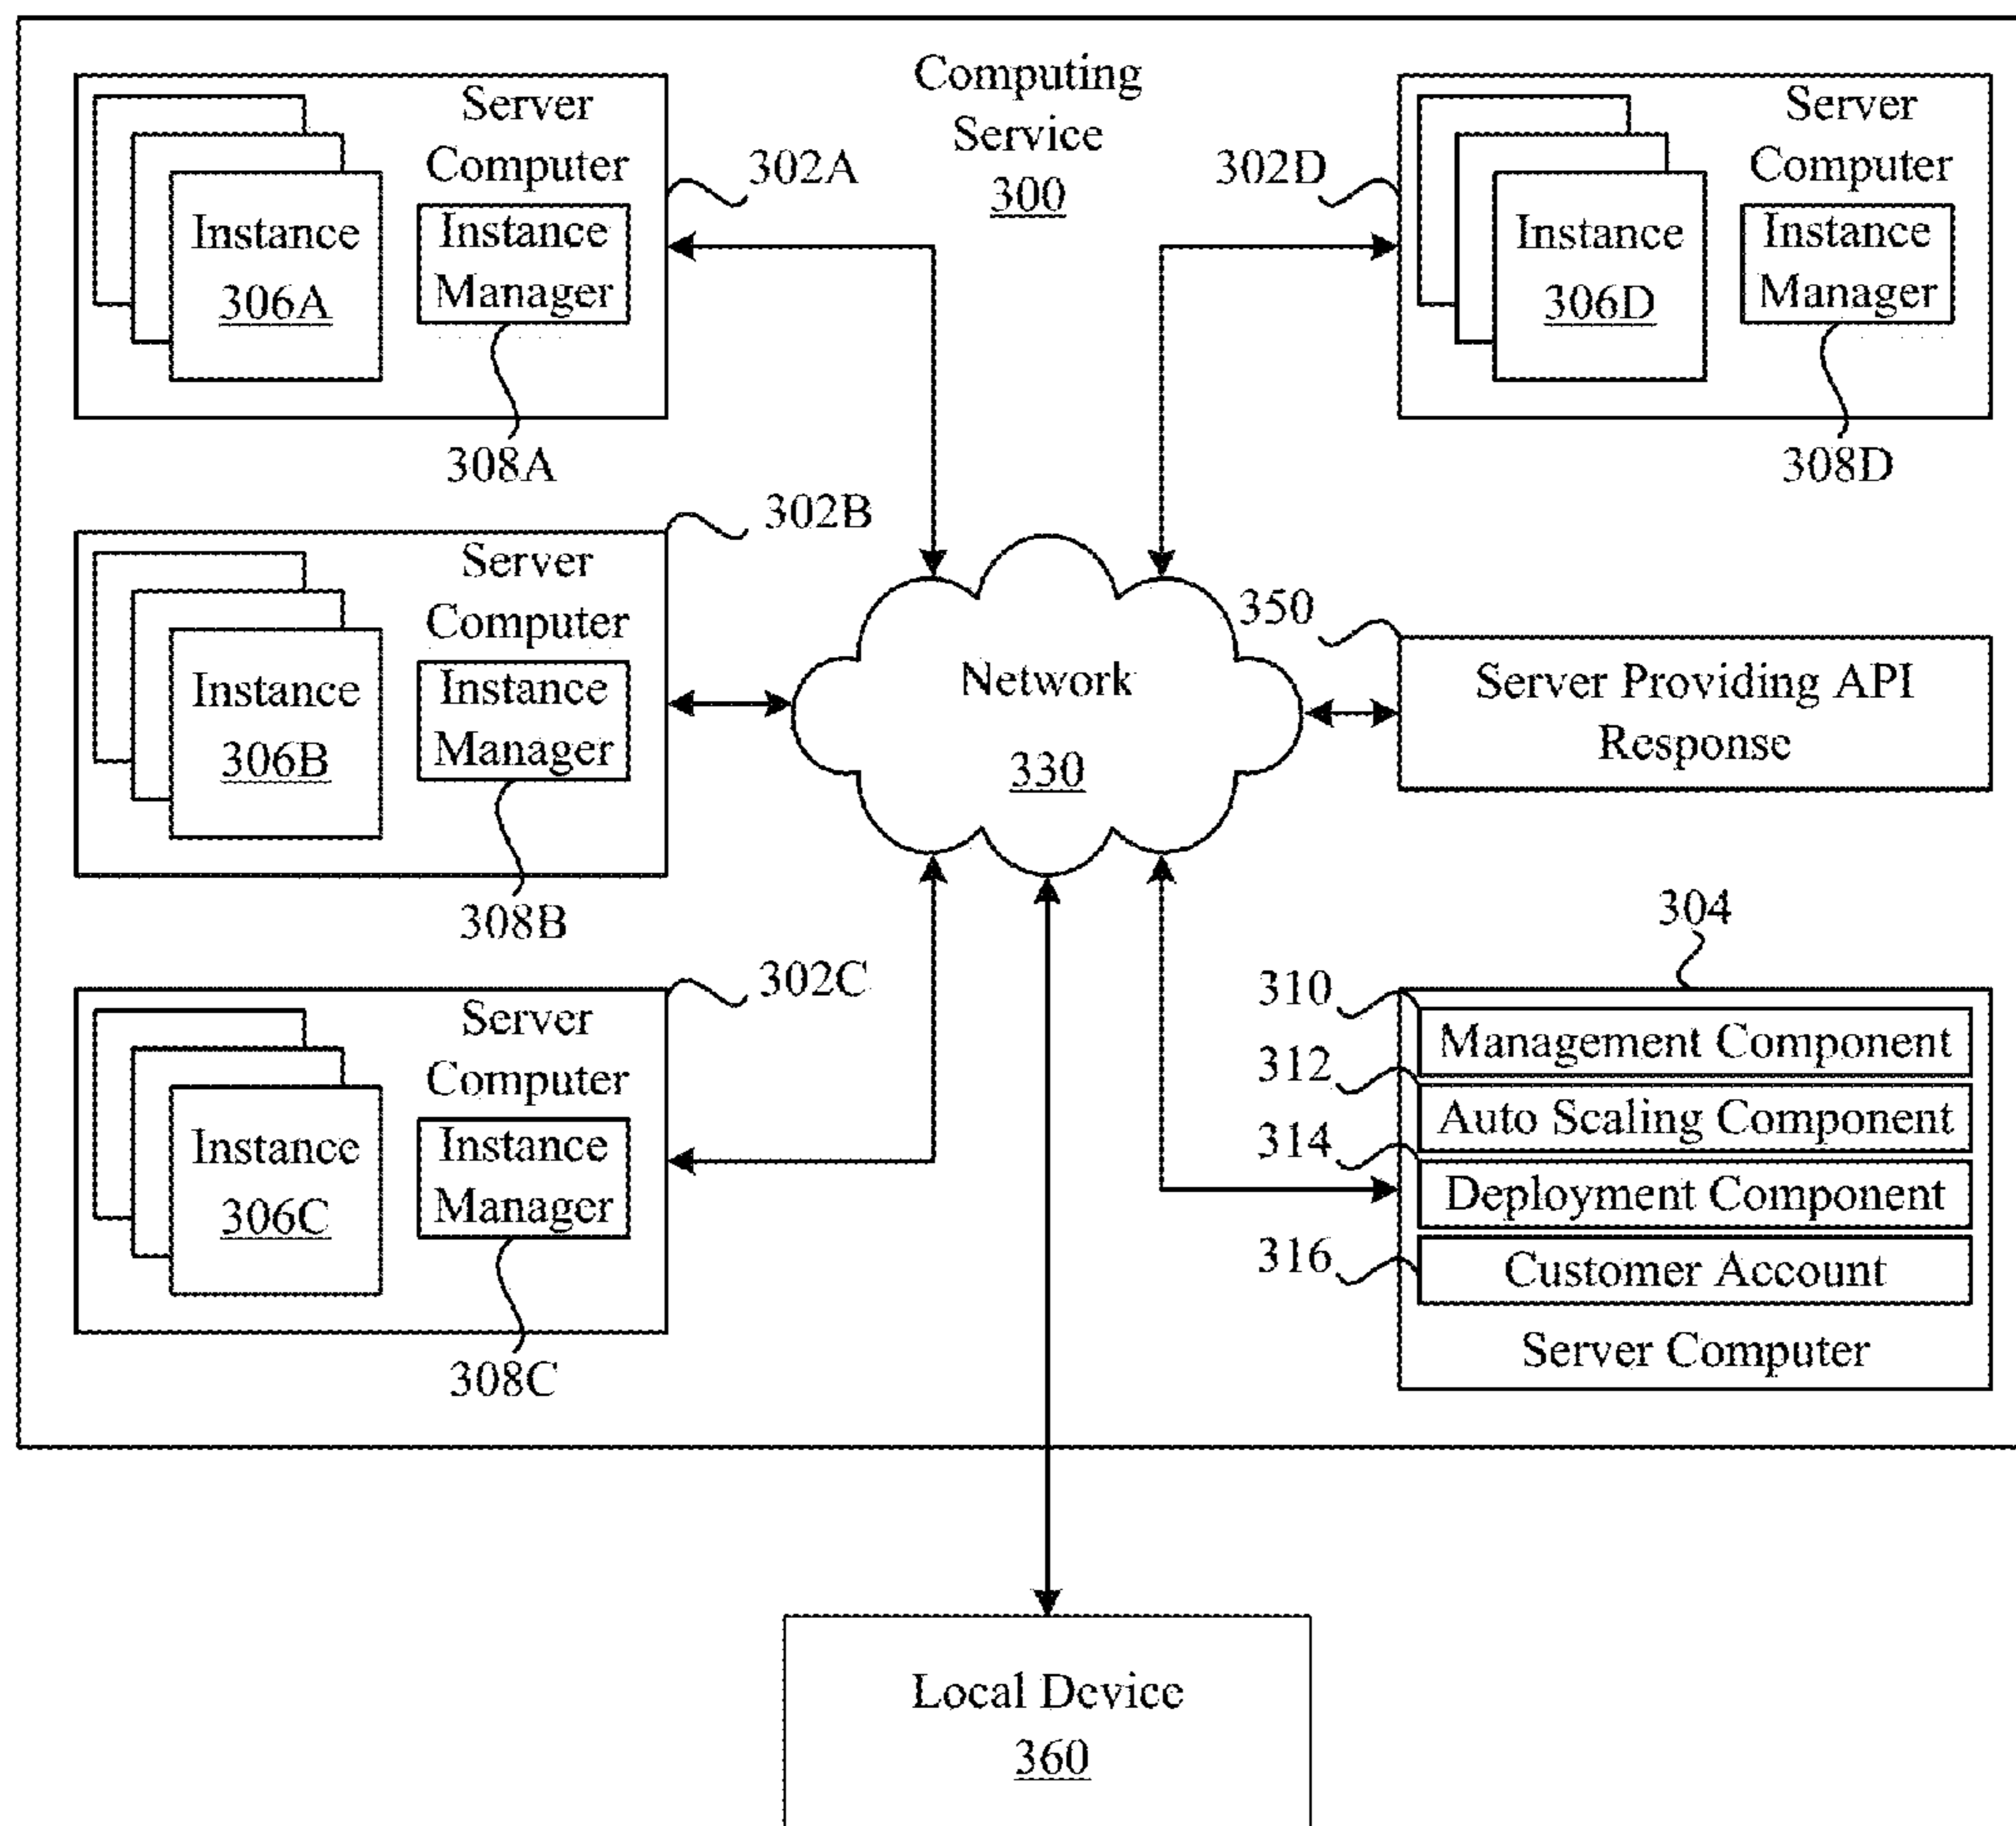 Computing
Service
300
Server
Computer
302A
Instance
306A
Instance
Manager
308A
302D
Server
Computer
Instance
306D
Instance
Manager
308D
302B
Server
Computer
Instance
306B
Instance
Manager
308B
Network
330
350
Server Providing API
Response
302C
Server
Computer
Instance
306C
Instance
Manager
308C
304
310
Management Component
312
Auto Scaling Component
314
Deployment Component
316
Customer Account
Server Computer
Local Device
360